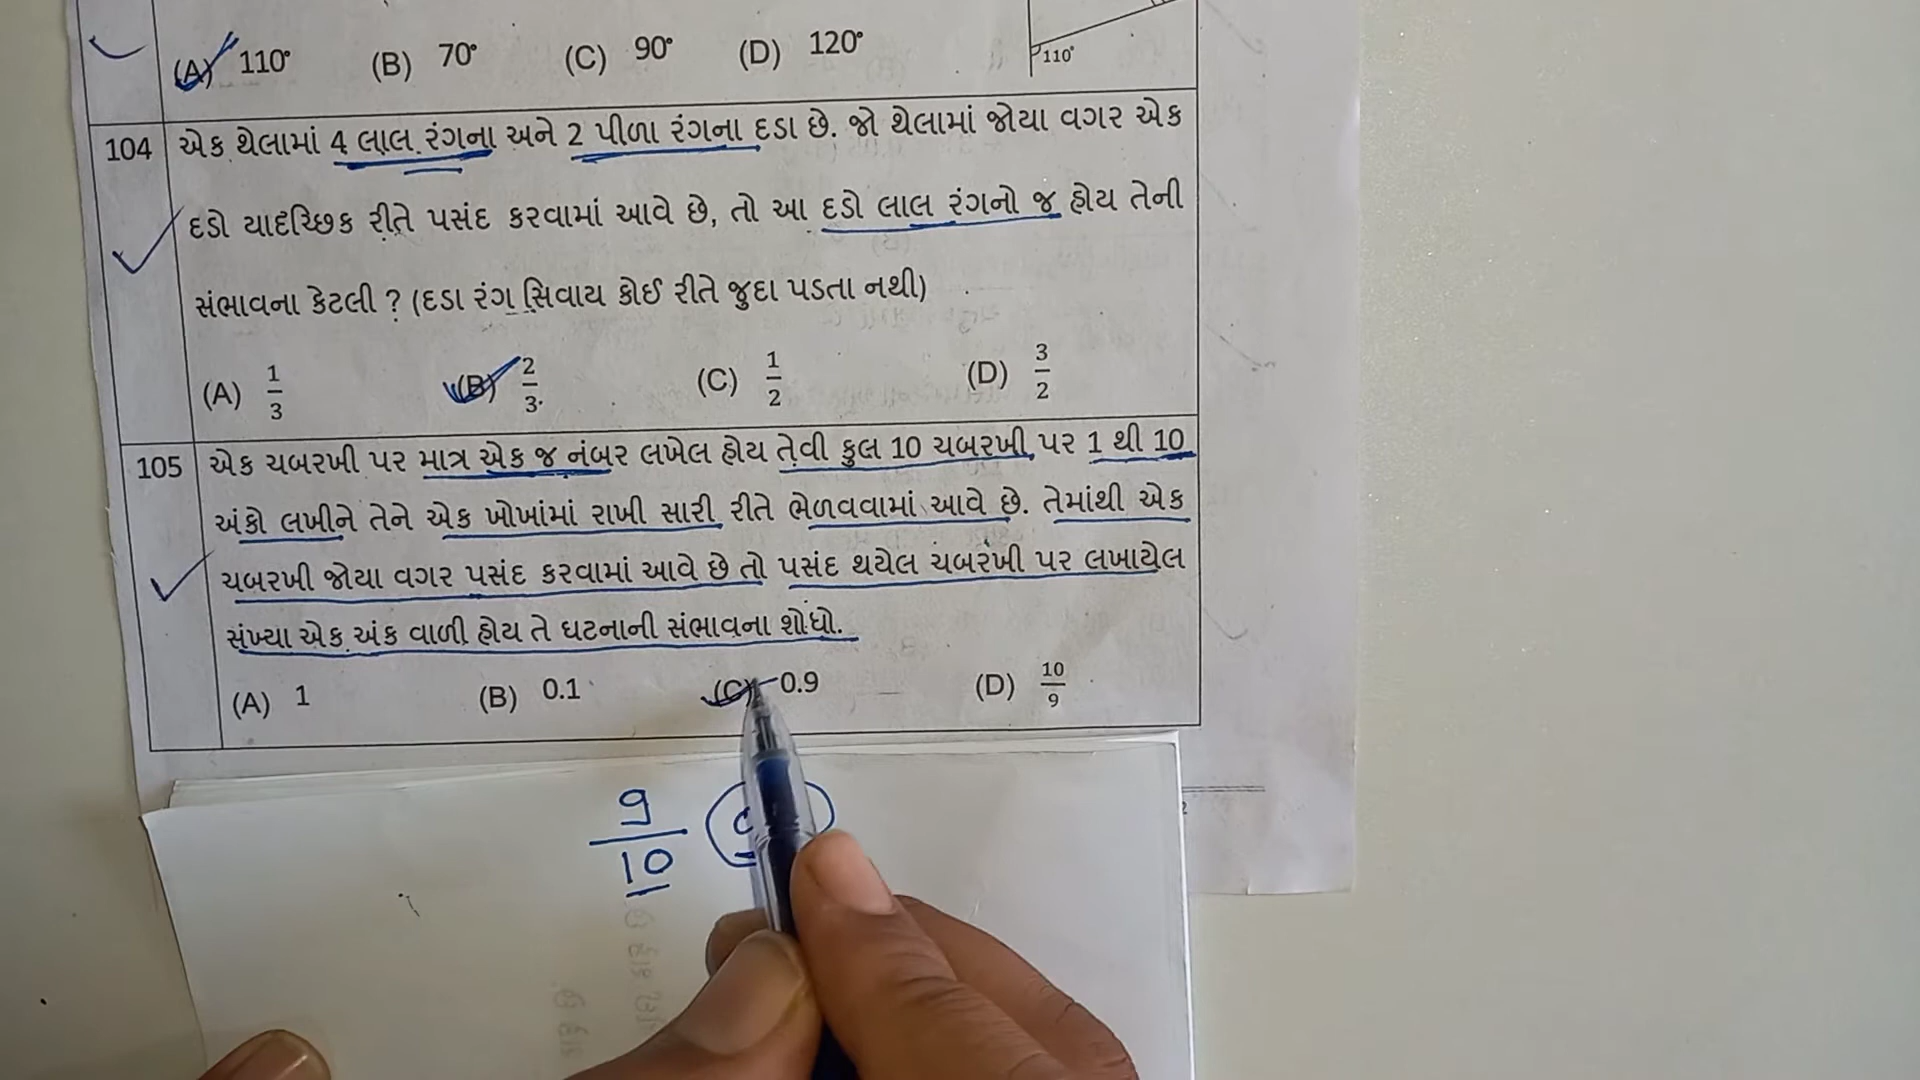 (A) 110° (B) 70° (C) 90° (D) 120°
110°
104 એક થેલામાં 4 લાલ રંગના અને 2 પીળા રંગના દડા છે. જો થેલામાં જોયા વગર એક
દડો યાદચ્છિક રીતે પસંદ કરવામાં આવે છે, તો આ દડો લાલ રંગનો જ હોય તેની
સંભાવના કેટલી ? (દડા રંગ સિવાય કોઈ રીતે જુદા પડતા નથી)
(A) 1/3 (B) 2/3 (C) 1/2 (D) 3/2
105 એક ચબરખી પર માત્ર એક જ નંબર લખેલ હોય તેવી કુલ 10 ચબરખી પર 1 થી 10
અંકો લખીને તેને એક ખોખાંમાં રાખી સારી રીતે ભેળવવામાં આવે છે. તેમાંથી એક
ચબરખી જોયા વગર પસંદ કરવામાં આવે છે તો પસંદ થયેલ ચબરખી પર લખાયેલ
સંખ્યા એક અંક વાળી હોય તે ઘટનાની સંભાવના શોધો.
(A) 1 (B) 0.1 (C) 0.9 (D) 10/9
9/10